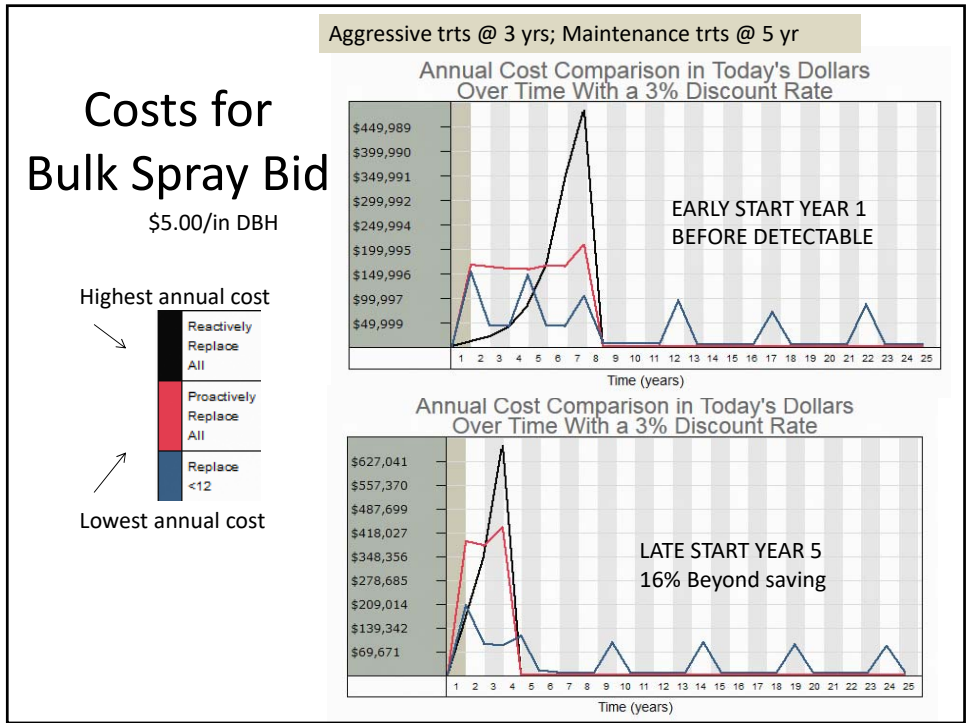 Aggressive trts @ 3 yrs; Maintenance trts @ 5 yr
Costs for
Bulk Spray Bid
$5.00/in DBH
Highest annual cost
Reactively
Replace
All
Proactively
Replace
All
Replace
<12
Lowest annual cost
Annual Cost Comparison in Today's Dollars
Over Time With a 3% Discount Rate
$449,989
$399,990
$349,991
$299,992
$249,994
$199,995
$149,996
$99,997
$49,999
EARLY START YEAR 1
BEFORE DETECTABLE
1 2 3 4 5 6 7 8 9 10 11 12 13 14 15 16 17 18 19 20 21 22 23 24 25
Time (years)
Annual Cost Comparison in Today's Dollars
Over Time With a 3% Discount Rate
$627,041
$557,370
$487,699
$418,027
$348,356
$278,685
$209,014
$139,342
$69,671
LATE START YEAR 5
16% Beyond saving
1 2 3 4 5 6 7 8 9 10 11 12 13 14 15 16 17 18 19 20 21 22 23 24 25
Time (years)